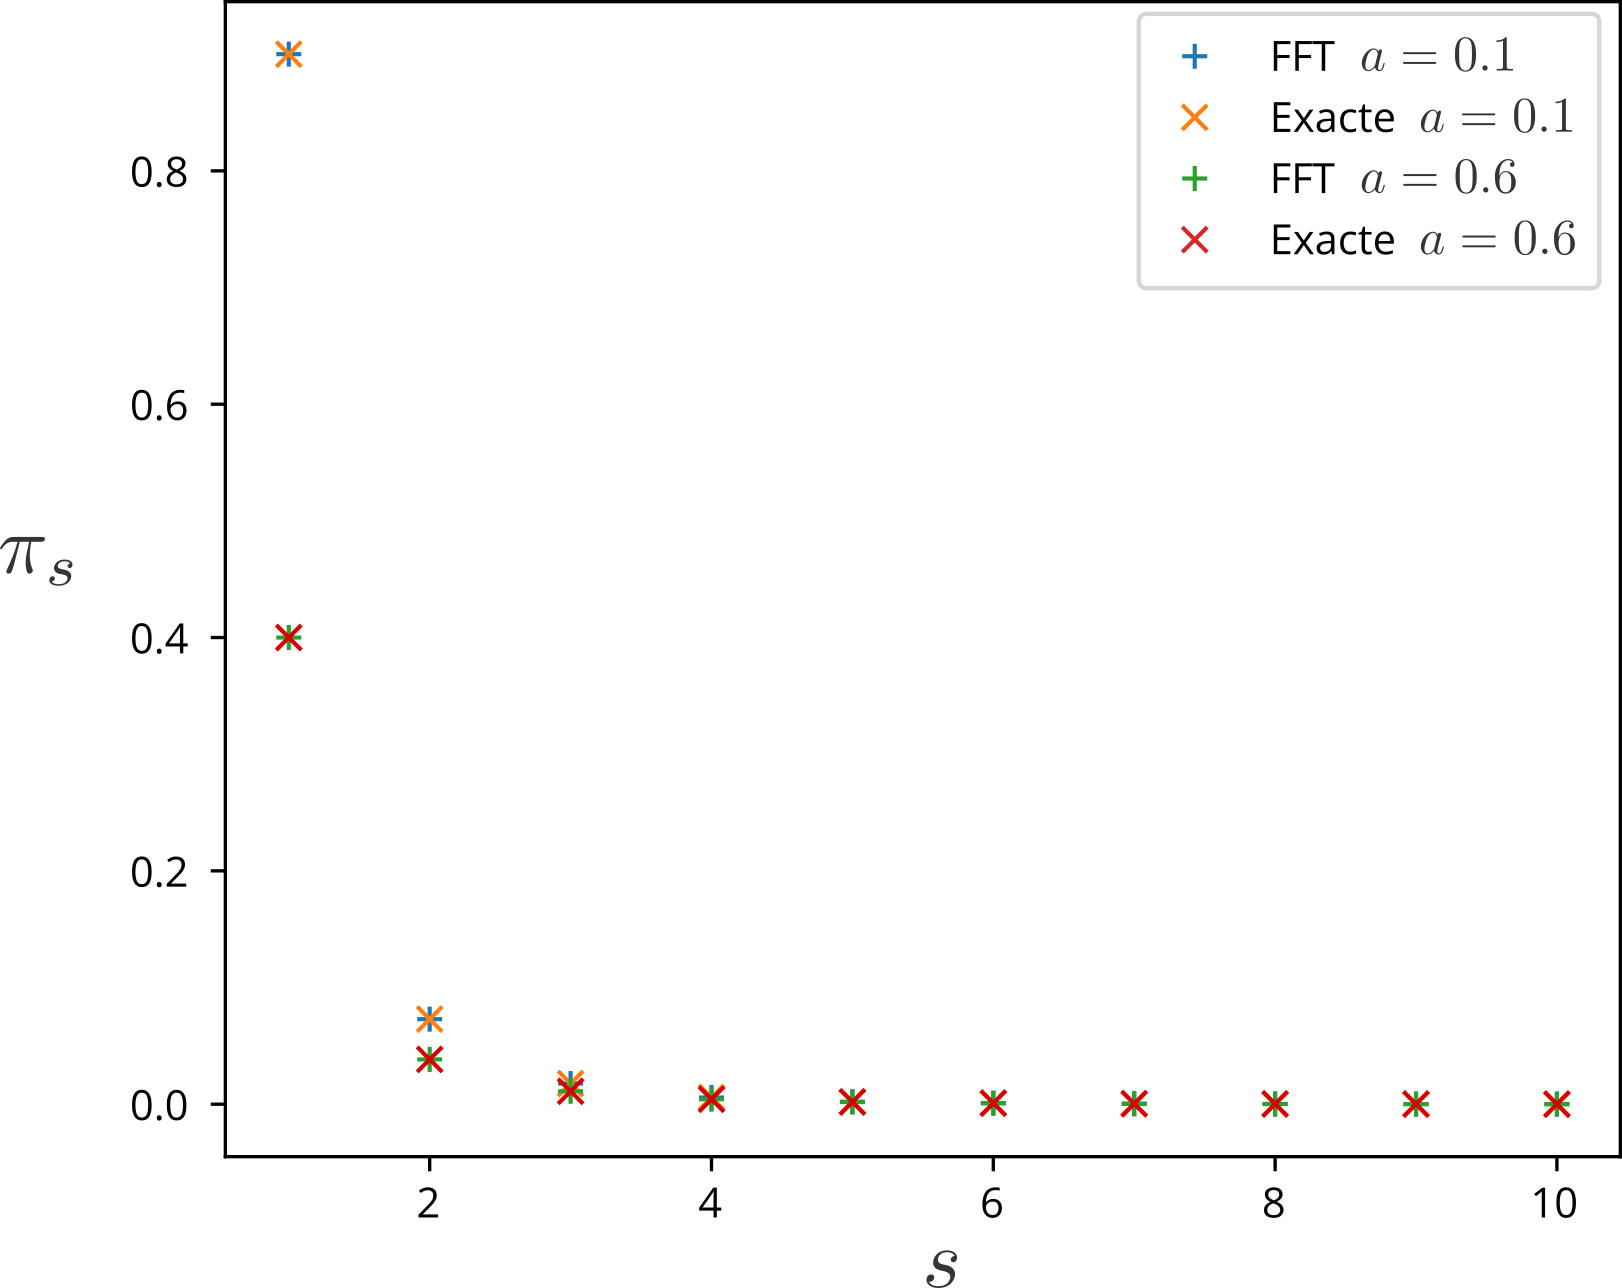 FFT a = 0.1
Exacte a = 0.1
FFT a = 0.6
Exacte a = 0.6
0.8
0.6
0.4
0.2
0.0
π_s
2 4 6 8 10
s